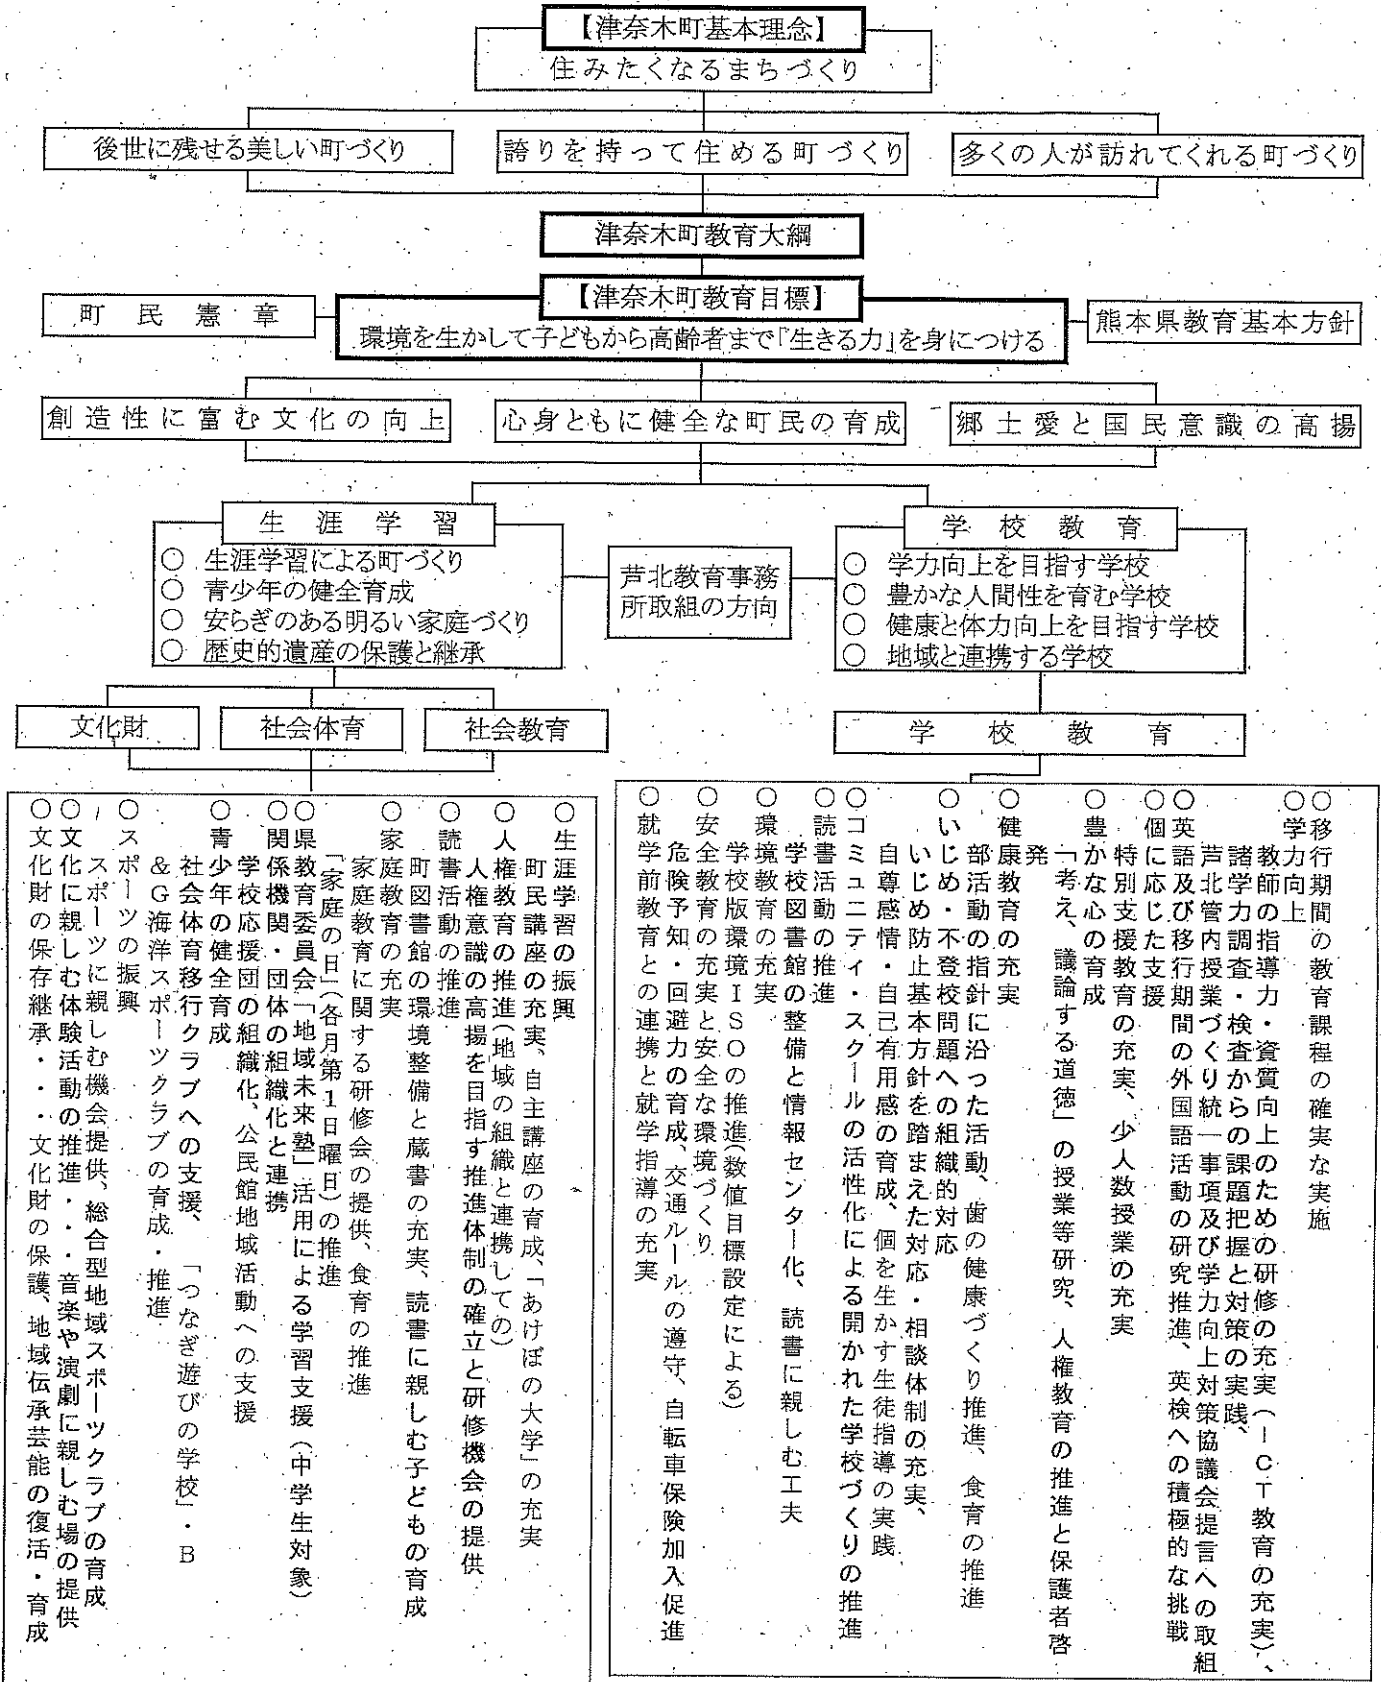 【津奈木町基本理念】
住みたくなるまちづくり
後世に残せる美しい町づくり
誇りを持って住める町づくり
多くの人が訪れてくれる町づくり
津奈木町教育大綱
【津奈木町教育目標】
町民憲章
環境を生かして子どもから高齢者まで「生きる力」を身につける
熊本県教育基本方針
創造性に富む文化の向上
心身ともに健全な町民の育成
郷土愛と国民意識の高揚
生涯学習
○ 生涯学習による町づくり
○ 青少年の健全育成
○ 安らぎのある明るい家庭づくり
○ 歴史的遺産の保護と継承
芦北教育事務
所取組の方向
学校教育
○ 学力向上を目指す学校
○ 豊かな人間性を育む学校
○ 健康と体力向上を目指す学校
○ 地域と連携する学校
文化財
社会体育
社会教育
学校教育
○移行期間の教育課程の確実な実施
○学力向上
教師の指導力・資質向上のための研修の充実(ICT教育の充実)、
諸学力調査・検査からの課題把握と対策の実践、
芦北管内授業づくり統一事項及び学力向上対策協議会提言への取組
○英語及び移行期間の外国語活動の研究推進、英検への積極的な挑戦
○個に応じた支援
特別支援教育の充実、少人数授業の充実
○豊かな心の育成
「考え、議論する道徳」の授業等研究、人権教育の推進と保護者啓
発
○健康教育の充実
部活動の指針に沿った活動、歯の健康づくり推進、食育の推進
○いじめ・不登校問題への組織的対応
いじめ防止基本方針を踏まえた対応・相談体制の充実、
自尊感情・自己有用感の育成、個を生かす生徒指導の実践
○コミュニティ・スクールの活性化による開かれた学校づくりの推進
○読書活動の推進
学校図書館の整備と情報センター化、読書に親しむ工夫
○環境教育の充実
学校版環境ISOの推進(数値目標設定による)
○安全教育の充実と安全な環境づくり
危険予知・回避力の育成、交通ルールの遵守、自転車保険加入促進
○就学前教育との連携と就学指導の充実
○生涯学習の振興
町民講座の充実、自主講座の育成、「あけぼの大学」の充実
○人権教育の推進(地域の組織と連携しての)
人権意識の高揚を目指す推進体制の確立と研修機会の提供
○読書活動の推進
町図書館の環境整備と蔵書の充実、読書に親しむ子どもの育成
○家庭教育の充実
家庭教育に関する研修会の提供、食育の推進
「家庭の日」(各月第1日曜日)の推進
○県教育委員会「地域未来塾」活用による学習支援(中学生対象)
○関係機関・団体の組織化と連携
学校応援団の組織化、公民館地域活動への支援
○青少年の健全育成
社会体育移行クラブへの支援、「つなぎ遊びの学校」・B
&G海洋スポーツクラブの育成・推進
○スポーツの振興
スポーツに親しむ機会提供、総合型地域スポーツクラブの育成
○文化に親しむ体験活動の推進・・・音楽や演劇に親しむ場の提供
○文化財の保存継承・・・文化財の保護、地域伝承芸能の復活・育成